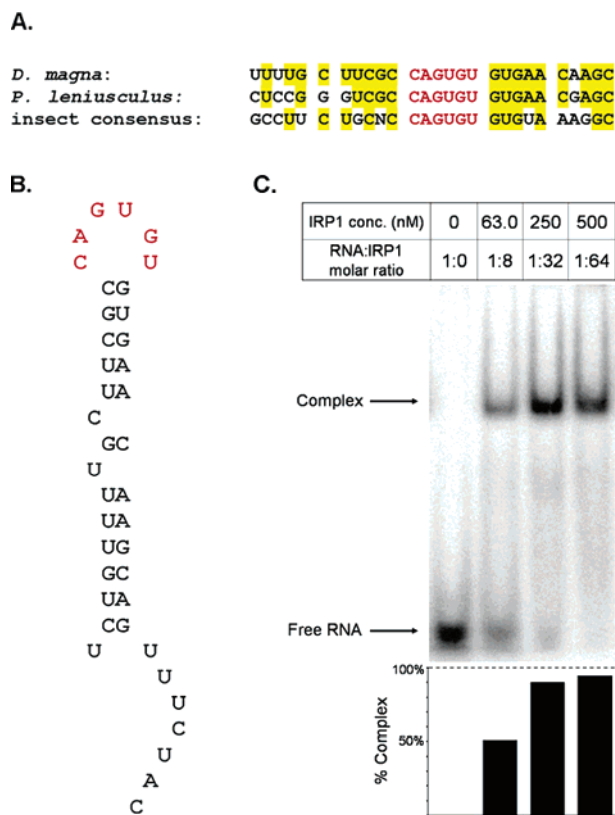 A.
D. magna: UUUUG C UUCGC CAGUGU GUGAA CAAGC
P. leniusculus: CUCCG G GUCGC CAGUGU GUGAA CGAGC
insect consensus: GCCUU C UGCNC CAGUGU GUGUA AAGGC
B.
G U
A G
C U
CG
GU
CG
UA
UA
C
GC
U
UA
UA
UG
GC
UA
CG
U U
U
U
C
U
A
C
C.
IRP1 conc. (nM) 0 63.0 250 500
RNA:IRP1 molar ratio 1:0 1:8 1:32 1:64
Complex
Free RNA
100%
50%
% Complex